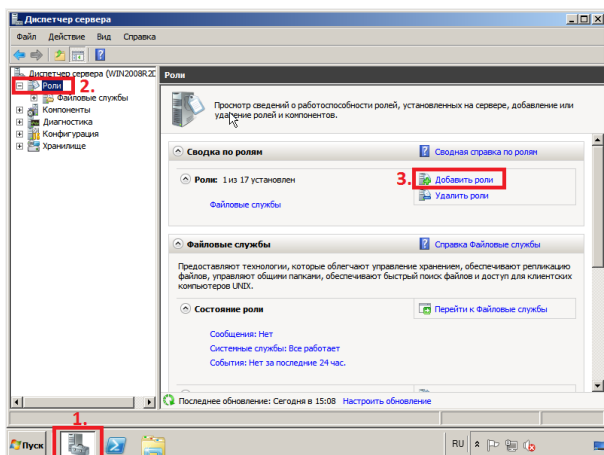 Диспетчер сервера
Файл Действие Вид Справка
Диспетчер сервера (WIN2008R2E
Роли
2.
Файловые службы
Компоненты
Диагностика
Конфигурация
Хранилище
Роли
Просмотр сведений о работоспособности ролей, установленных на сервере, добавление или
удаление ролей и компонентов.
Сводка по ролям
Сводная справка по ролям
Роли: 1 из 17 установлен
3.
Добавить роли
Удалить роли
Файловые службы
Файловые службы
Справка Файловые службы
Предоставляют технологии, которые облегчают управление хранением, обеспечивают репликацию
файлов, управляют общими папками, обеспечивают быстрый поиск файлов и доступ для клиентских
компьютеров UNIX.
Состояние роли
Перейти к Файловые службы
Сообщения: Нет
Системные службы: Все работает
События: Нет за последние 24 час.
Последнее обновление: Сегодня в 15:08 Настроить обновление
1.
Пуск
RU